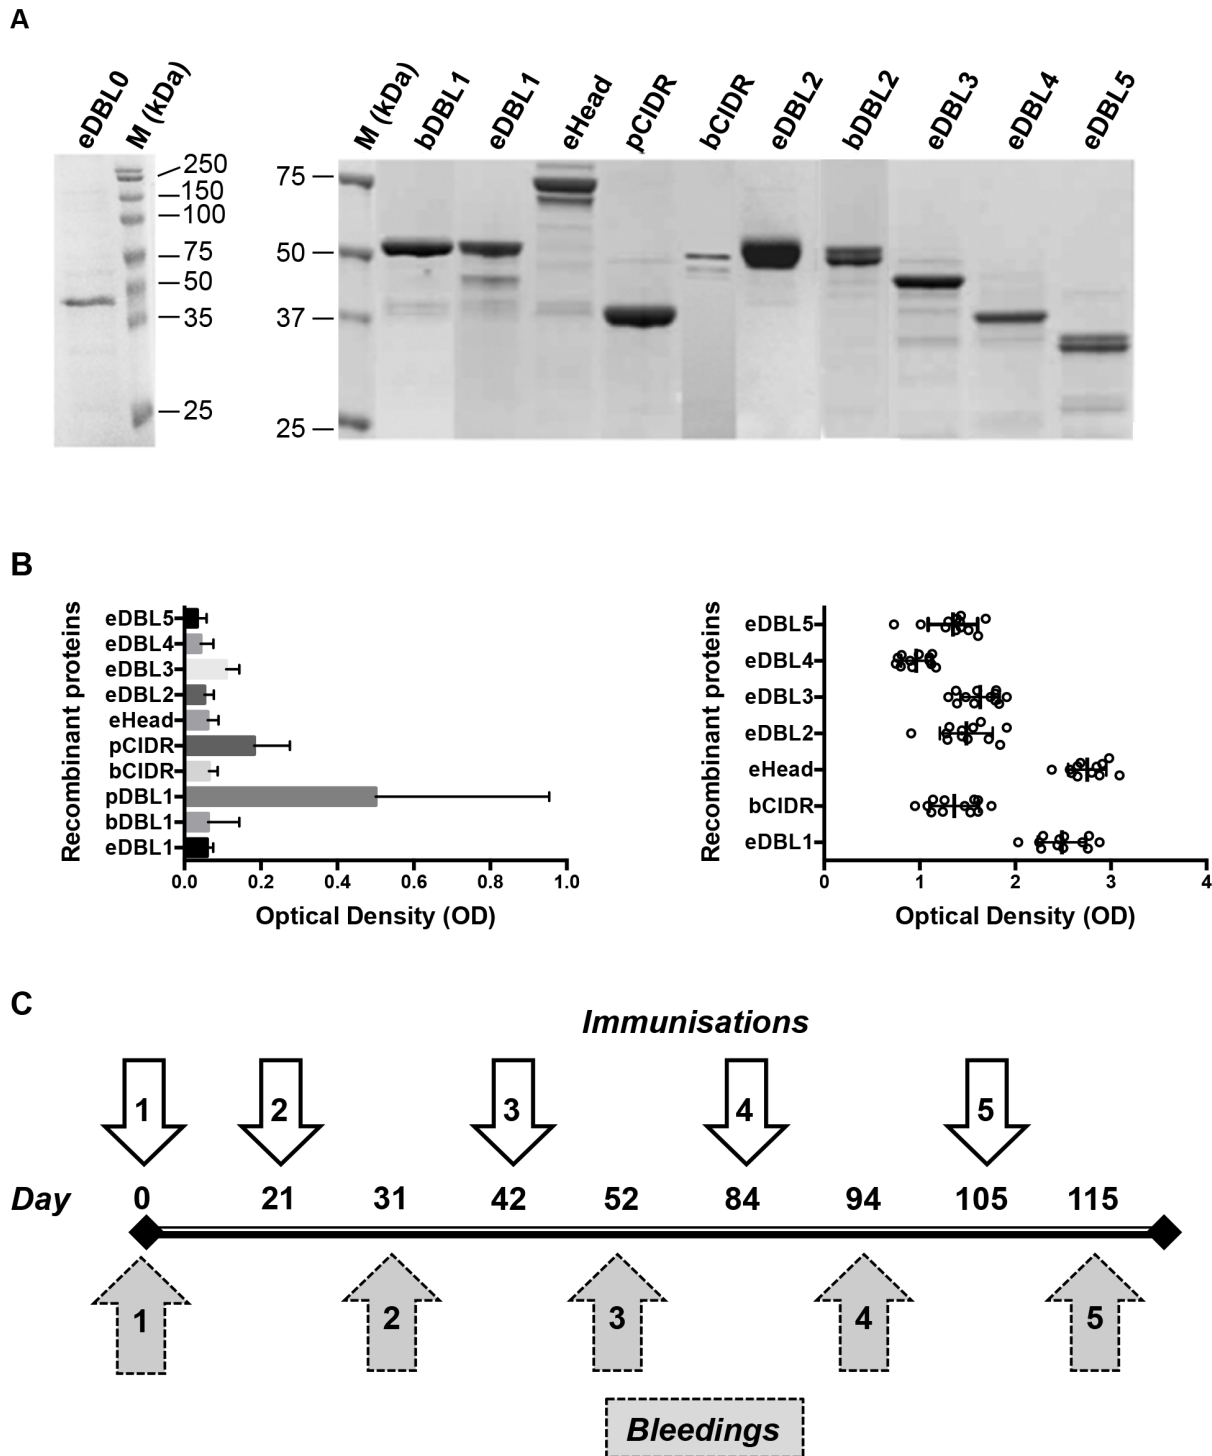 A
eDBL0
M (kDa)
250
150
100
75
50
35
25
M (kDa)
bDBL1
eDBL1
eHead
pCIDR
bCIDR
eDBL2
bDBL2
eDBL3
eDBL4
eDBL5
75
50
37
25
B
Recombinant proteins
eDBL5
eDBL4
eDBL3
eDBL2
eHead
pCIDR
bCIDR
pDBL1
bDBL1
eDBL1
0.0 0.2 0.4 0.6 0.8 1.0
Optical Density (OD)
Recombinant proteins
eDBL5
eDBL4
eDBL3
eDBL2
eHead
bCIDR
eDBL1
0 1 2 3 4
Optical Density (OD)
C
Immunisations
1 2 3 4 5
Day 0 21 31 42 52 84 94 105 115
1 2 3 4 5
Bleedings